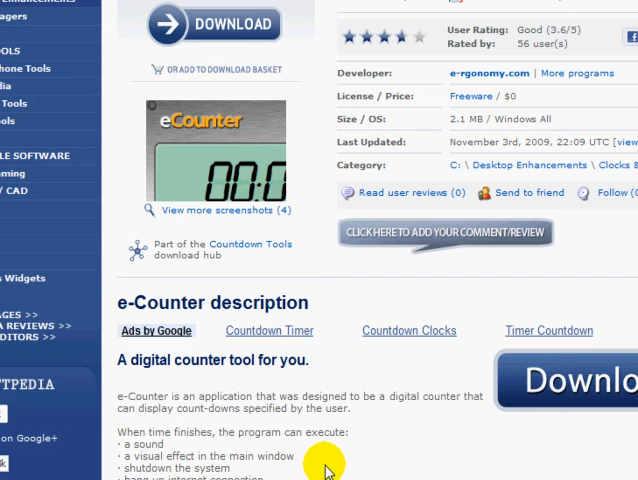 Enhancements
agers
OLS
hone Tools
dia
Tools
ools
LE SOFTWARE
ming
/ CAD
s Widgets
AGES >>
A REVIEWS >>
DITORS >>
TPEDIA
on Google+
DOWNLOAD
OR ADD TO DOWNLOAD BASKET
eCounter
00:0
View more screenshots (4)
Part of the Countdown Tools
download hub
User Rating: Good (3.6/5)
Rated by: 56 user(s)
Developer: e-rgonomy.com | More programs
License / Price: Freeware / $0
Size / OS: 2.1 MB / Windows All
Last Updated: November 3rd, 2009, 22:09 UTC [view
Category: C: \ Desktop Enhancements \ Clocks &
Read user reviews (0) Send to friend Follow (0
CLICK HERE TO ADD YOUR COMMENT/REVIEW
e-Counter description
Ads by Google Countdown Timer Countdown Clocks Timer Countdown
A digital counter tool for you.
Downlo
e-Counter is an application that was designed to be a digital counter that
can display count-downs specified by the user.
When time finishes, the program can execute:
· a sound
· a visual effect in the main window
· shutdown the system
· hang up internet connection